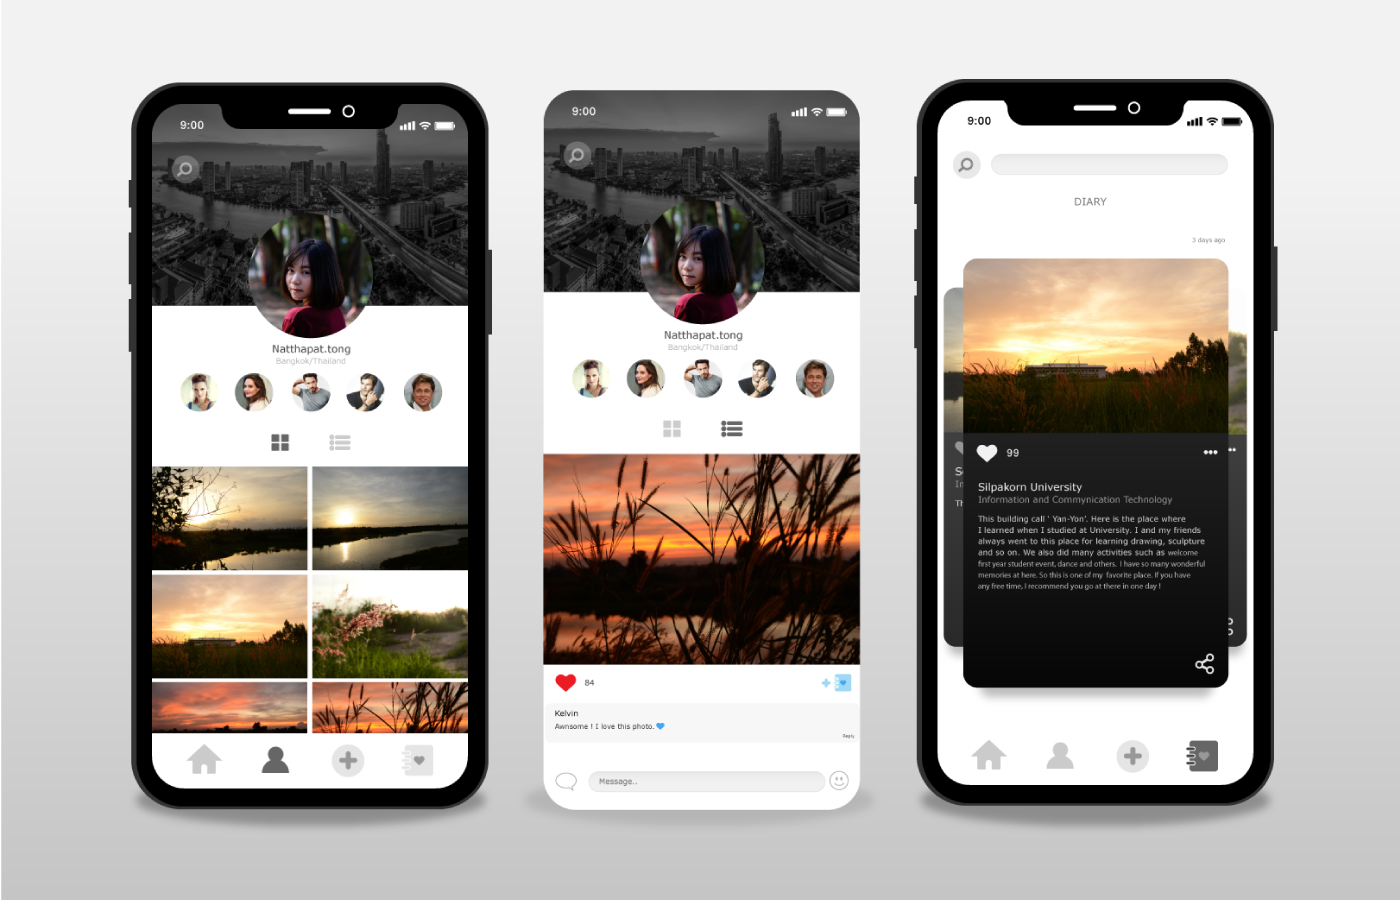 9:00
Natthapat.tong
Bangkok/Thailand
9:00
Natthapat.tong
Bangkok/Thailand
84
Kelvin
Awnsome ! I love this photo.
Reply
Message..
9:00
DIARY
3 days ago
99
Silpakorn University
Information and Commynication Technology
This building call ' Yan-Yon'. Here is the place where
I learned when I studied at University. I and my friends
always went to this place for learning drawing, sculpture
and so on. We also did many activities such as welcome
first year student event, dance and others. I have so many wonderful
memories at here. So this is one of my favorite place. If you have
any free time, I recommend you go at there in one day !
S
In
Th